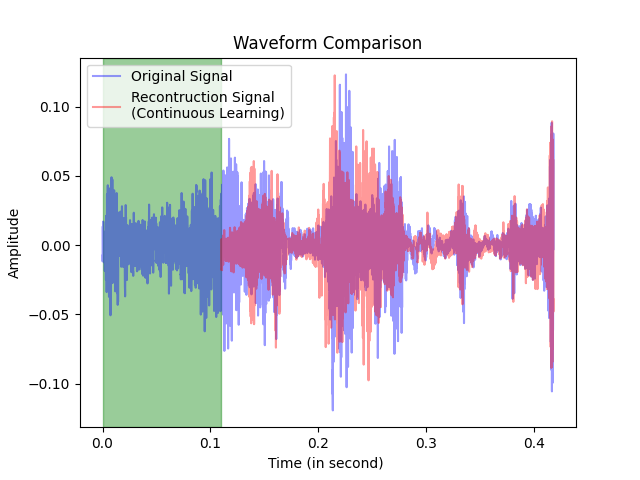 Waveform Comparison
Original Signal
Recontruction Signal
(Continuous Learning)
Amplitude
0.10
0.05
0.00
−0.05
−0.10
0.0
0.1
0.2
0.3
0.4
Time (in second)